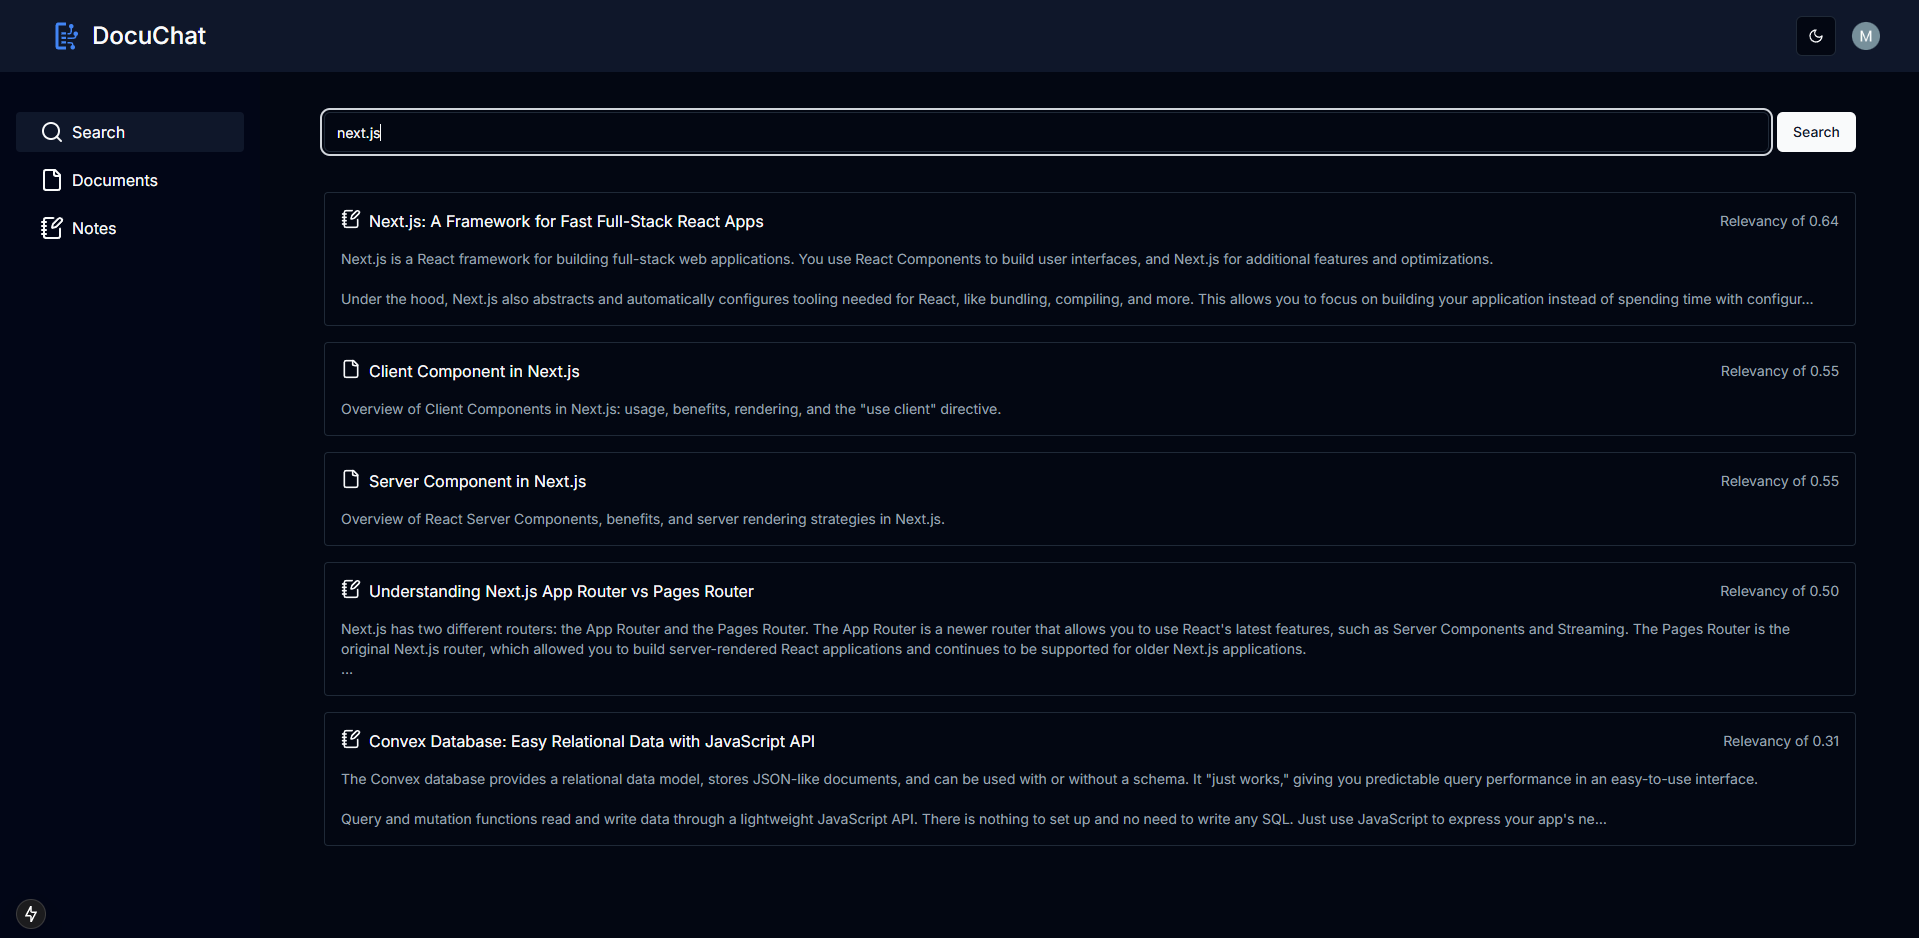 DocuChat
M
Search
Documents
Notes
next.js
Search
Next.js: A Framework for Fast Full-Stack React Apps
Relevancy of 0.64
Next.js is a React framework for building full-stack web applications. You use React Components to build user interfaces, and Next.js for additional features and optimizations.
Under the hood, Next.js also abstracts and automatically configures tooling needed for React, like bundling, compiling, and more. This allows you to focus on building your application instead of spending time with configur...
Client Component in Next.js
Relevancy of 0.55
Overview of Client Components in Next.js: usage, benefits, rendering, and the "use client" directive.
Server Component in Next.js
Relevancy of 0.55
Overview of React Server Components, benefits, and server rendering strategies in Next.js.
Understanding Next.js App Router vs Pages Router
Relevancy of 0.50
Next.js has two different routers: the App Router and the Pages Router. The App Router is a newer router that allows you to use React's latest features, such as Server Components and Streaming. The Pages Router is the
original Next.js router, which allowed you to build server-rendered React applications and continues to be supported for older Next.js applications.
...
Convex Database: Easy Relational Data with JavaScript API
Relevancy of 0.31
The Convex database provides a relational data model, stores JSON-like documents, and can be used with or without a schema. It "just works," giving you predictable query performance in an easy-to-use interface.
Query and mutation functions read and write data through a lightweight JavaScript API. There is nothing to set up and no need to write any SQL. Just use JavaScript to express your app's ne...